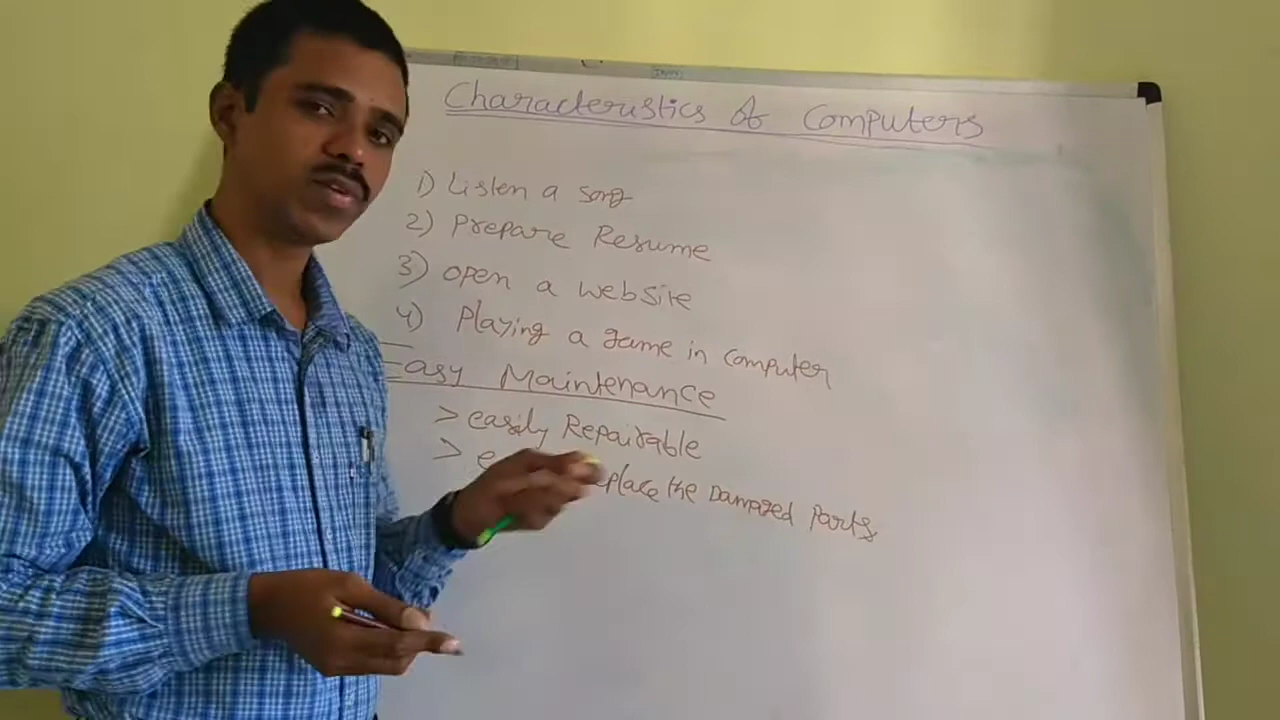 Characteristics of Computers
1) Listen a song
2) Prepare Resume
3) open a website
4) Playing a game in computer
Easy Maintenance
> easily Repairable
> place the Damaged Parts